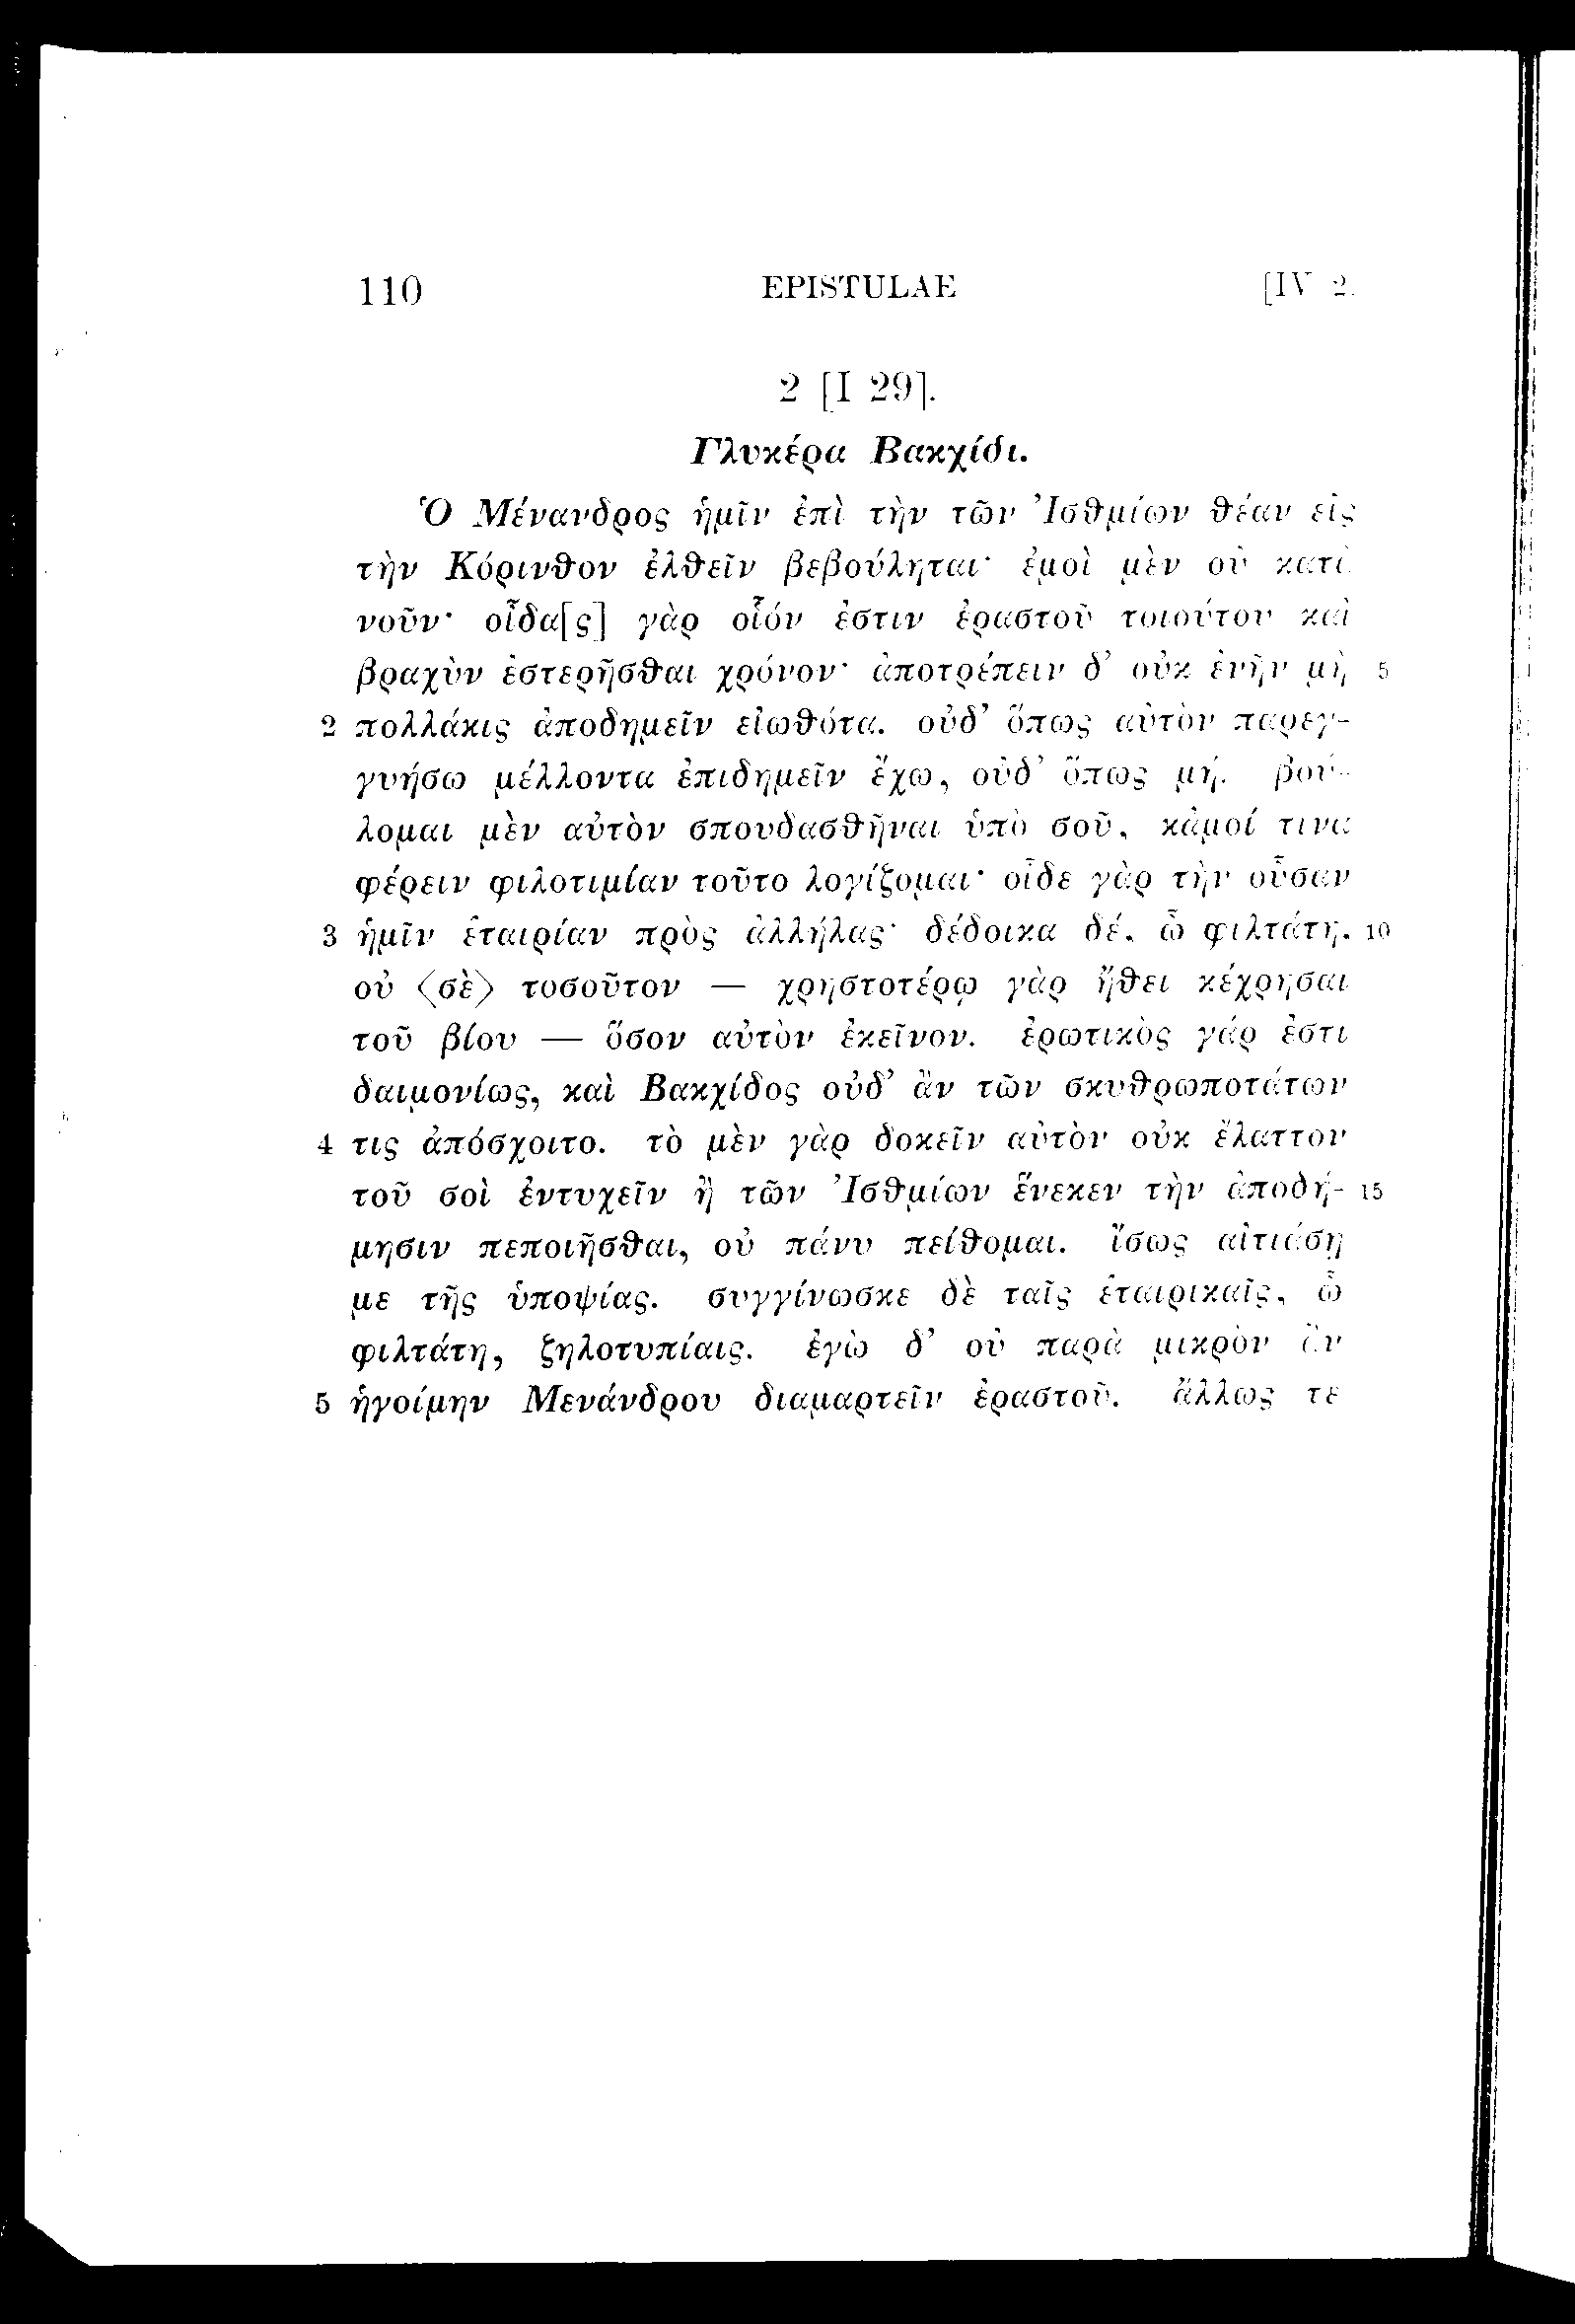 110 EPISTULAE [IV 2.
2 [I 29].
Γλυκέρα Βακχίδι.
Ὁ Μένανδρος ἡμῖν ἐπὶ τὴν τῶν Ἰσθμίων θέαν εἰς
τὴν Κόρινθον ἐλθεῖν βεβούληται· ἐμοὶ μὲν οὐ κατὰ
νοῦν· οἶδα[ς] γὰρ οἷόν ἐστιν ἐραστοῦ τοιούτου καὶ
βραχὺν ἐστερῆσθαι χρόνον· ἀποτρέπειν δ’ οὐκ ἐνῆν μὴ 5
2 πολλάκις ἀποδημεῖν εἰωθότα. οὐδ’ ὅπως αὐτὸν παρεγ-
γυήσω μέλλοντα ἐπιδημεῖν ἔχω, οὐδ’ ὅπως μή. βού-
λομαι μὲν αὐτὸν σπουδασθῆναι ὑπὸ σοῦ, κἀμοί τινα
φέρειν φιλοτιμίαν τοῦτο λογίζομαι· οἶδε γὰρ τὴν οὖσαν
3 ἡμῖν ἑταιρίαν πρὸς ἀλλήλας· δέδοικα δέ, ὦ φιλτάτη, 10
οὐ 〈σὲ〉 τοσοῦτον — χρηστοτέρῳ γὰρ ἤθει κέχρησαι
τοῦ βίου — ὅσον αὐτὸν ἐκεῖνον. ἐρωτικὸς γάρ ἐστι
δαιμονίως, καὶ Βακχίδος οὐδ’ ἂν τῶν σκυθρωποτάτων
4 τις ἀπόσχοιτο. τὸ μὲν γὰρ δοκεῖν αὐτὸν οὐκ ἔλαττον
τοῦ σοὶ ἐντυχεῖν ἢ τῶν Ἰσθμίων ἕνεκεν τὴν ἀποδή- 15
μησιν πεποιῆσθαι, οὐ πάνυ πείθομαι. ἴσως αἰτιάσῃ
με τῆς ὑποψίας. συγγίνωσκε δὲ ταῖς ἑταιρικαῖς, ὦ
φιλτάτη, ζηλοτυπίαις. ἐγὼ δ’ οὐ παρὰ μικρὸν ἂν
5 ἡγοίμην Μενάνδρου διαμαρτεῖν ἐραστοῦ. ἄλλως τε